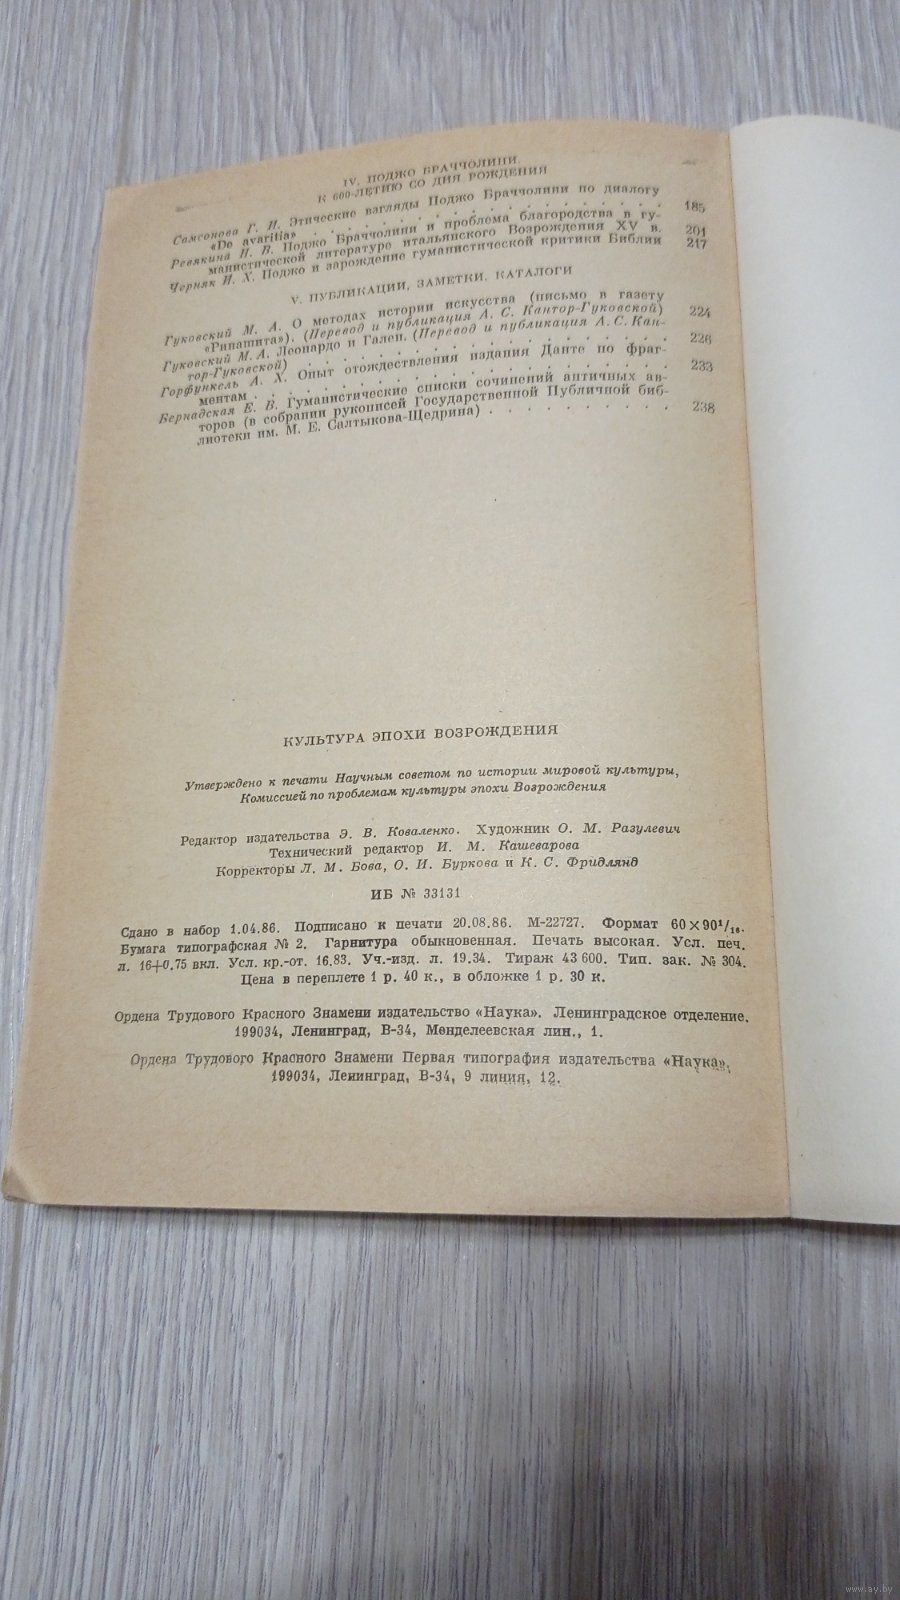 IV. ПОДЖО БРАЧЧОЛИНИ.
К 600-ЛЕТИЮ СО ДНЯ РОЖДЕНИЯ
Самсонова Г. И. Этические взгляды Поджо Браччолини по диалогу
«De avaritia» . . . . . . . . . . . . . . . . 185
Ревякина Н. В. Поджо Браччолини и проблема благородства в гу-
манистической литературе итальянского Возрождения XV в. 201
Черняк И. Х. Поджо и зарождение гуманистической критики Библии 217
V. ПУБЛИКАЦИИ, ЗАМЕТКИ, КАТАЛОГИ
Гуковский М. А. О методах истории искусства (письмо в газету
«Ринашита»). (Перевод и публикация А. С. Кантор-Гуковской) 224
Гуковский М. А. Леонардо и Гален. (Перевод и публикация А. С. Кан-
тор-Гуковской) . . . . . . . . . . . . . . . . 226
Горфункель А. Х. Опыт отождествления издания Данте по фраг-
ментам . . . . . . . . . . . . . . . . . . 233
Бернадская Е. В. Гуманистические списки сочинений античных ав-
торов (в собрании рукописей Государственной Публичной биб-
лиотеки им. М. Е. Салтыкова-Щедрина) . . . . . . . . . 238
КУЛЬТУРА ЭПОХИ ВОЗРОЖДЕНИЯ
Утверждено к печати Научным советом по истории мировой культуры,
Комиссией по проблемам культуры эпохи Возрождения
Редактор издательства Э. В. Коваленко. Художник О. М. Разулевич
Технический редактор И. М. Кашеварова
Корректоры Л. М. Бова, О. И. Буркова и К. С. Фридлянд
ИБ № 33131
Сдано в набор 1.04.86. Подписано к печати 20.08.86. М-22727. Формат 60×90¹/₁₆.
Бумага типографская № 2. Гарнитура обыкновенная. Печать высокая. Усл. печ.
л. 16+0.75 вкл. Усл. кр.-от. 16.83. Уч.-изд. л. 19.34. Тираж 43 600. Тип. зак. № 304.
Цена в переплете 1 р. 40 к., в обложке 1 р. 30 к.
Ордена Трудового Красного Знамени издательство «Наука». Ленинградское отделение.
199034, Ленинград, В-34, Менделеевская лин., 1.
Ордена Трудового Красного Знамени Первая типография издательства «Наука».
199034, Ленинград, В-34, 9 линия, 12.
www.ay.by